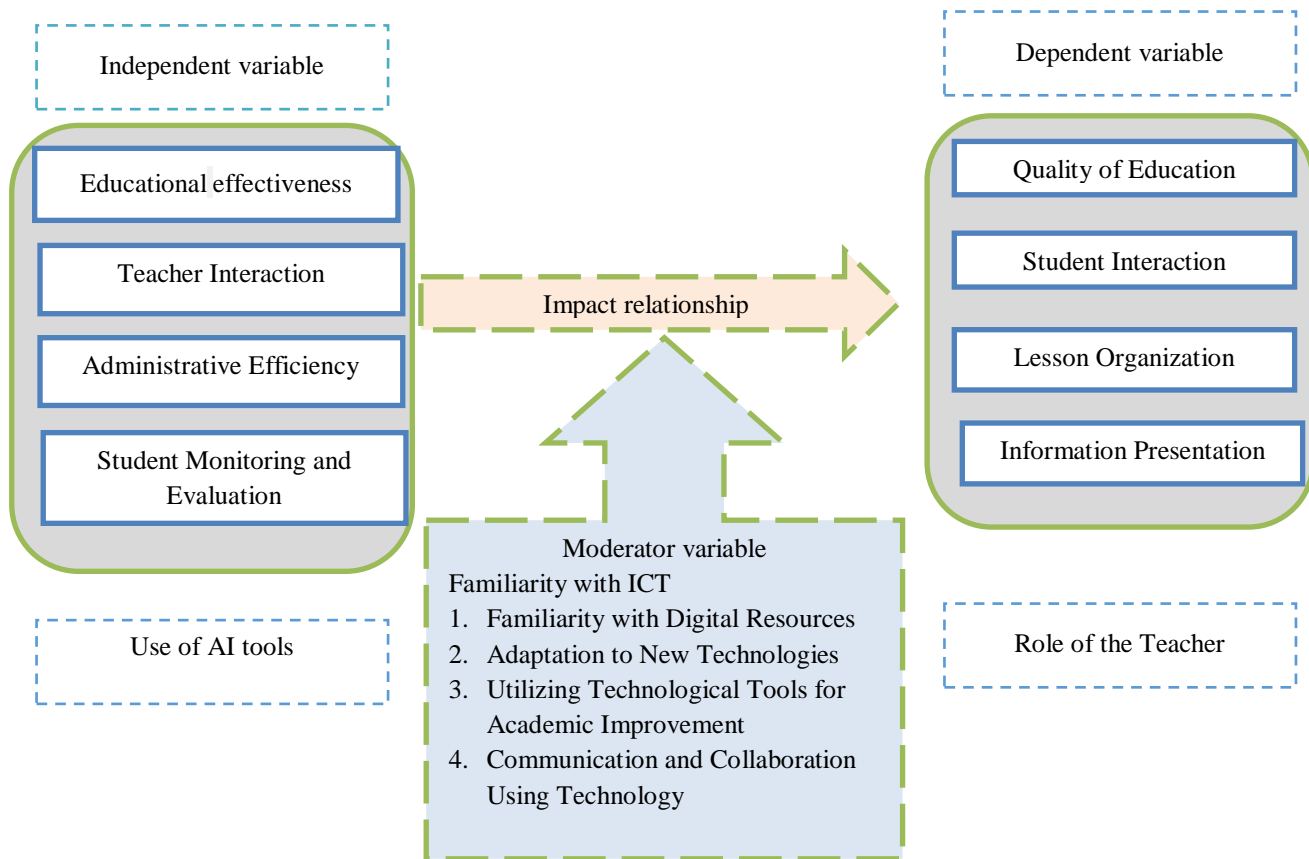 Independent variable
Educational effectiveness
Teacher Interaction
Administrative Efficiency
Student Monitoring and
Evaluation
Use of AI tools
Impact relationship
Moderator variable
Familiarity with ICT
1. Familiarity with Digital Resources
2. Adaptation to New Technologies
3. Utilizing Technological Tools for
Academic Improvement
4. Communication and Collaboration
Using Technology
Dependent variable
Quality of Education
Student Interaction
Lesson Organization
Information Presentation
Role of the Teacher